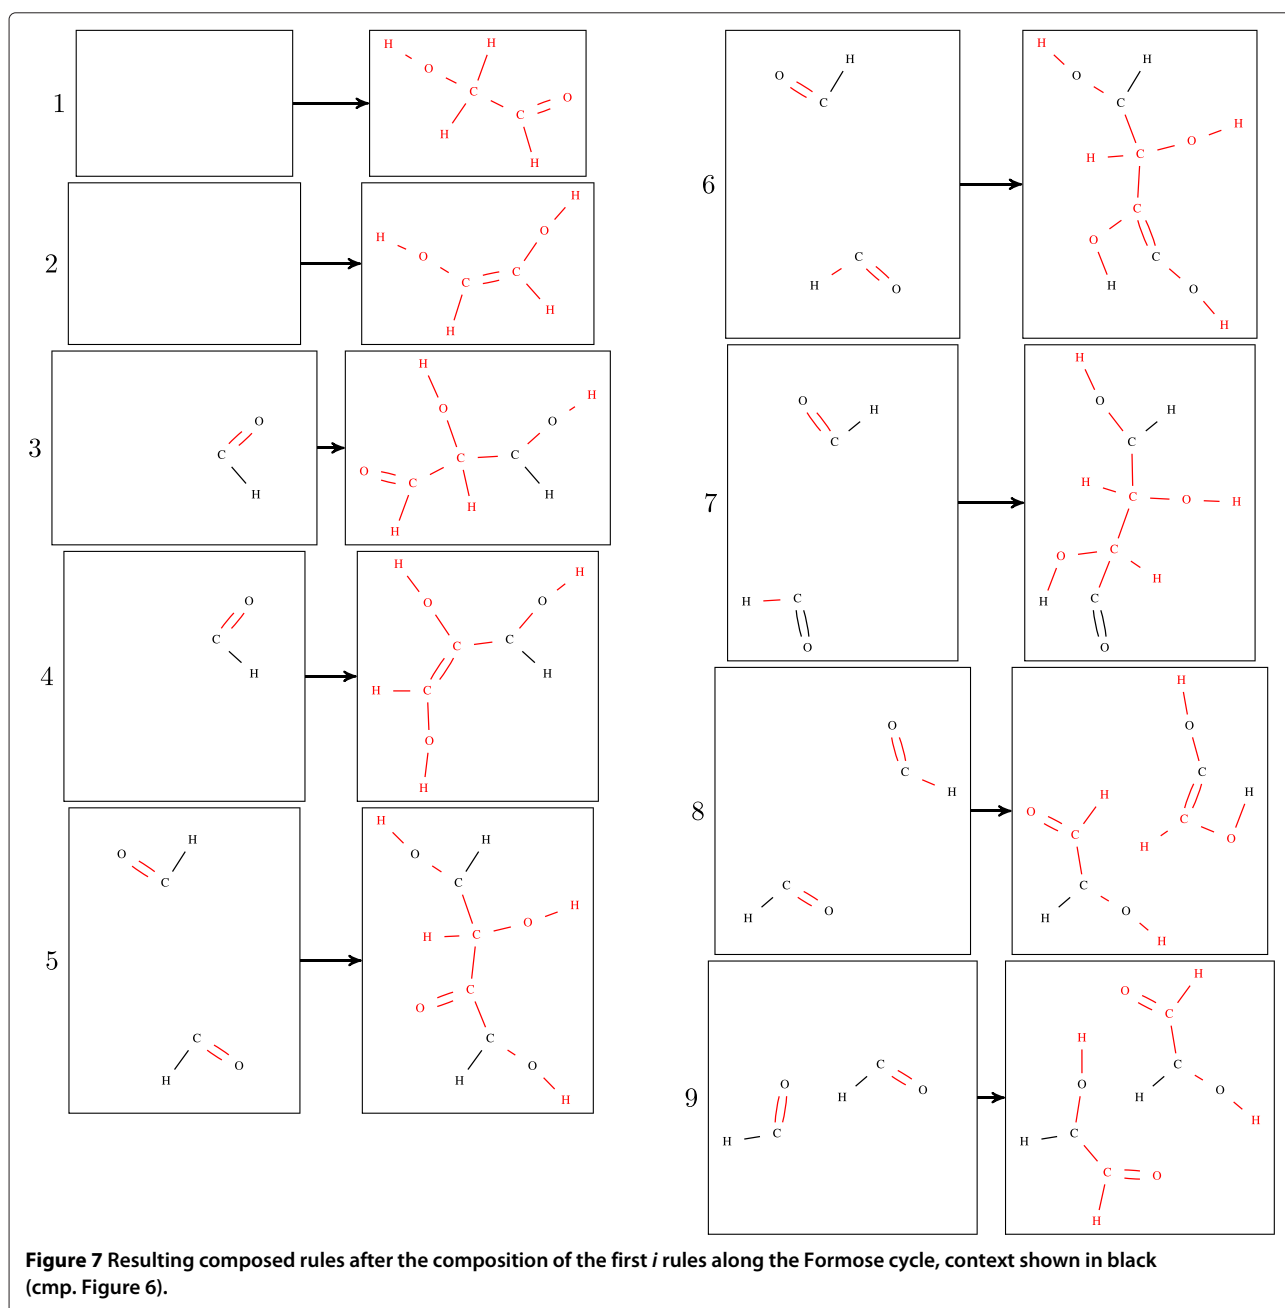 1
H H
O
C O
C
H
H
2
H
O
H
O
C
C
H
H
3
O
C
H
H
H
O O
C C
O
C
H
H
H
4
O
C
H
H
H
O O
C C
H
H C
O
H
5
H
O
C
C
O
H
H
H
O
C
H
O
H C
C
O
C
O
H
H
6
H
O
C
C
H O
H
H
O
C
H
H C O
C
O
C
H O
H
7
O H
C
H C
O
H
O H
C
H
C O H
O C
H
H C
O
8
O
C
H
C
O
H
H
O
C
H H
O C
C O
H
C
H O
H
9
C
O O
H
H C
H
O
C
H
C
O O
H
H
H C
C O
H
Figure 7 Resulting composed rules after the composition of the first i rules along the Formose cycle, context shown in black
(cmp. Figure 6).